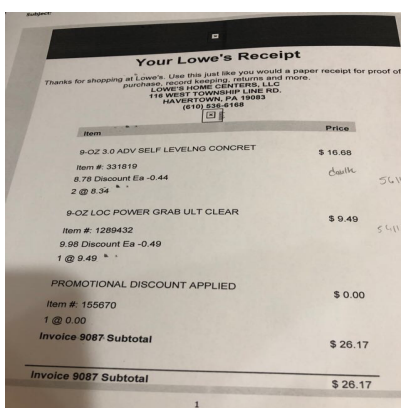 Subject:
Your Lowe's Receipt
Thanks for shopping at Lowe's. Use this just like you would a paper receipt for proof of
purchase, record keeping, returns and more.
LOWE'S HOME CENTERS, LLC
116 WEST TOWNSHIP LINE RD.
HAVERTOWN, PA 19083
(610) 536-6168
Item Price
9-OZ 3.0 ADV SELF LEVELNG CONCRET $ 16.68
Item #: 331819
8.78 Discount Ea -0.44
2 @ 8.34
9-OZ LOC POWER GRAB ULT CLEAR $ 9.49
Item #: 1289432
9.98 Discount Ea -0.49
1 @ 9.49
PROMOTIONAL DISCOUNT APPLIED $ 0.00
Item #: 155670
1 @ 0.00
Invoice 9087 Subtotal $ 26.17
Invoice 9087 Subtotal $ 26.17
1